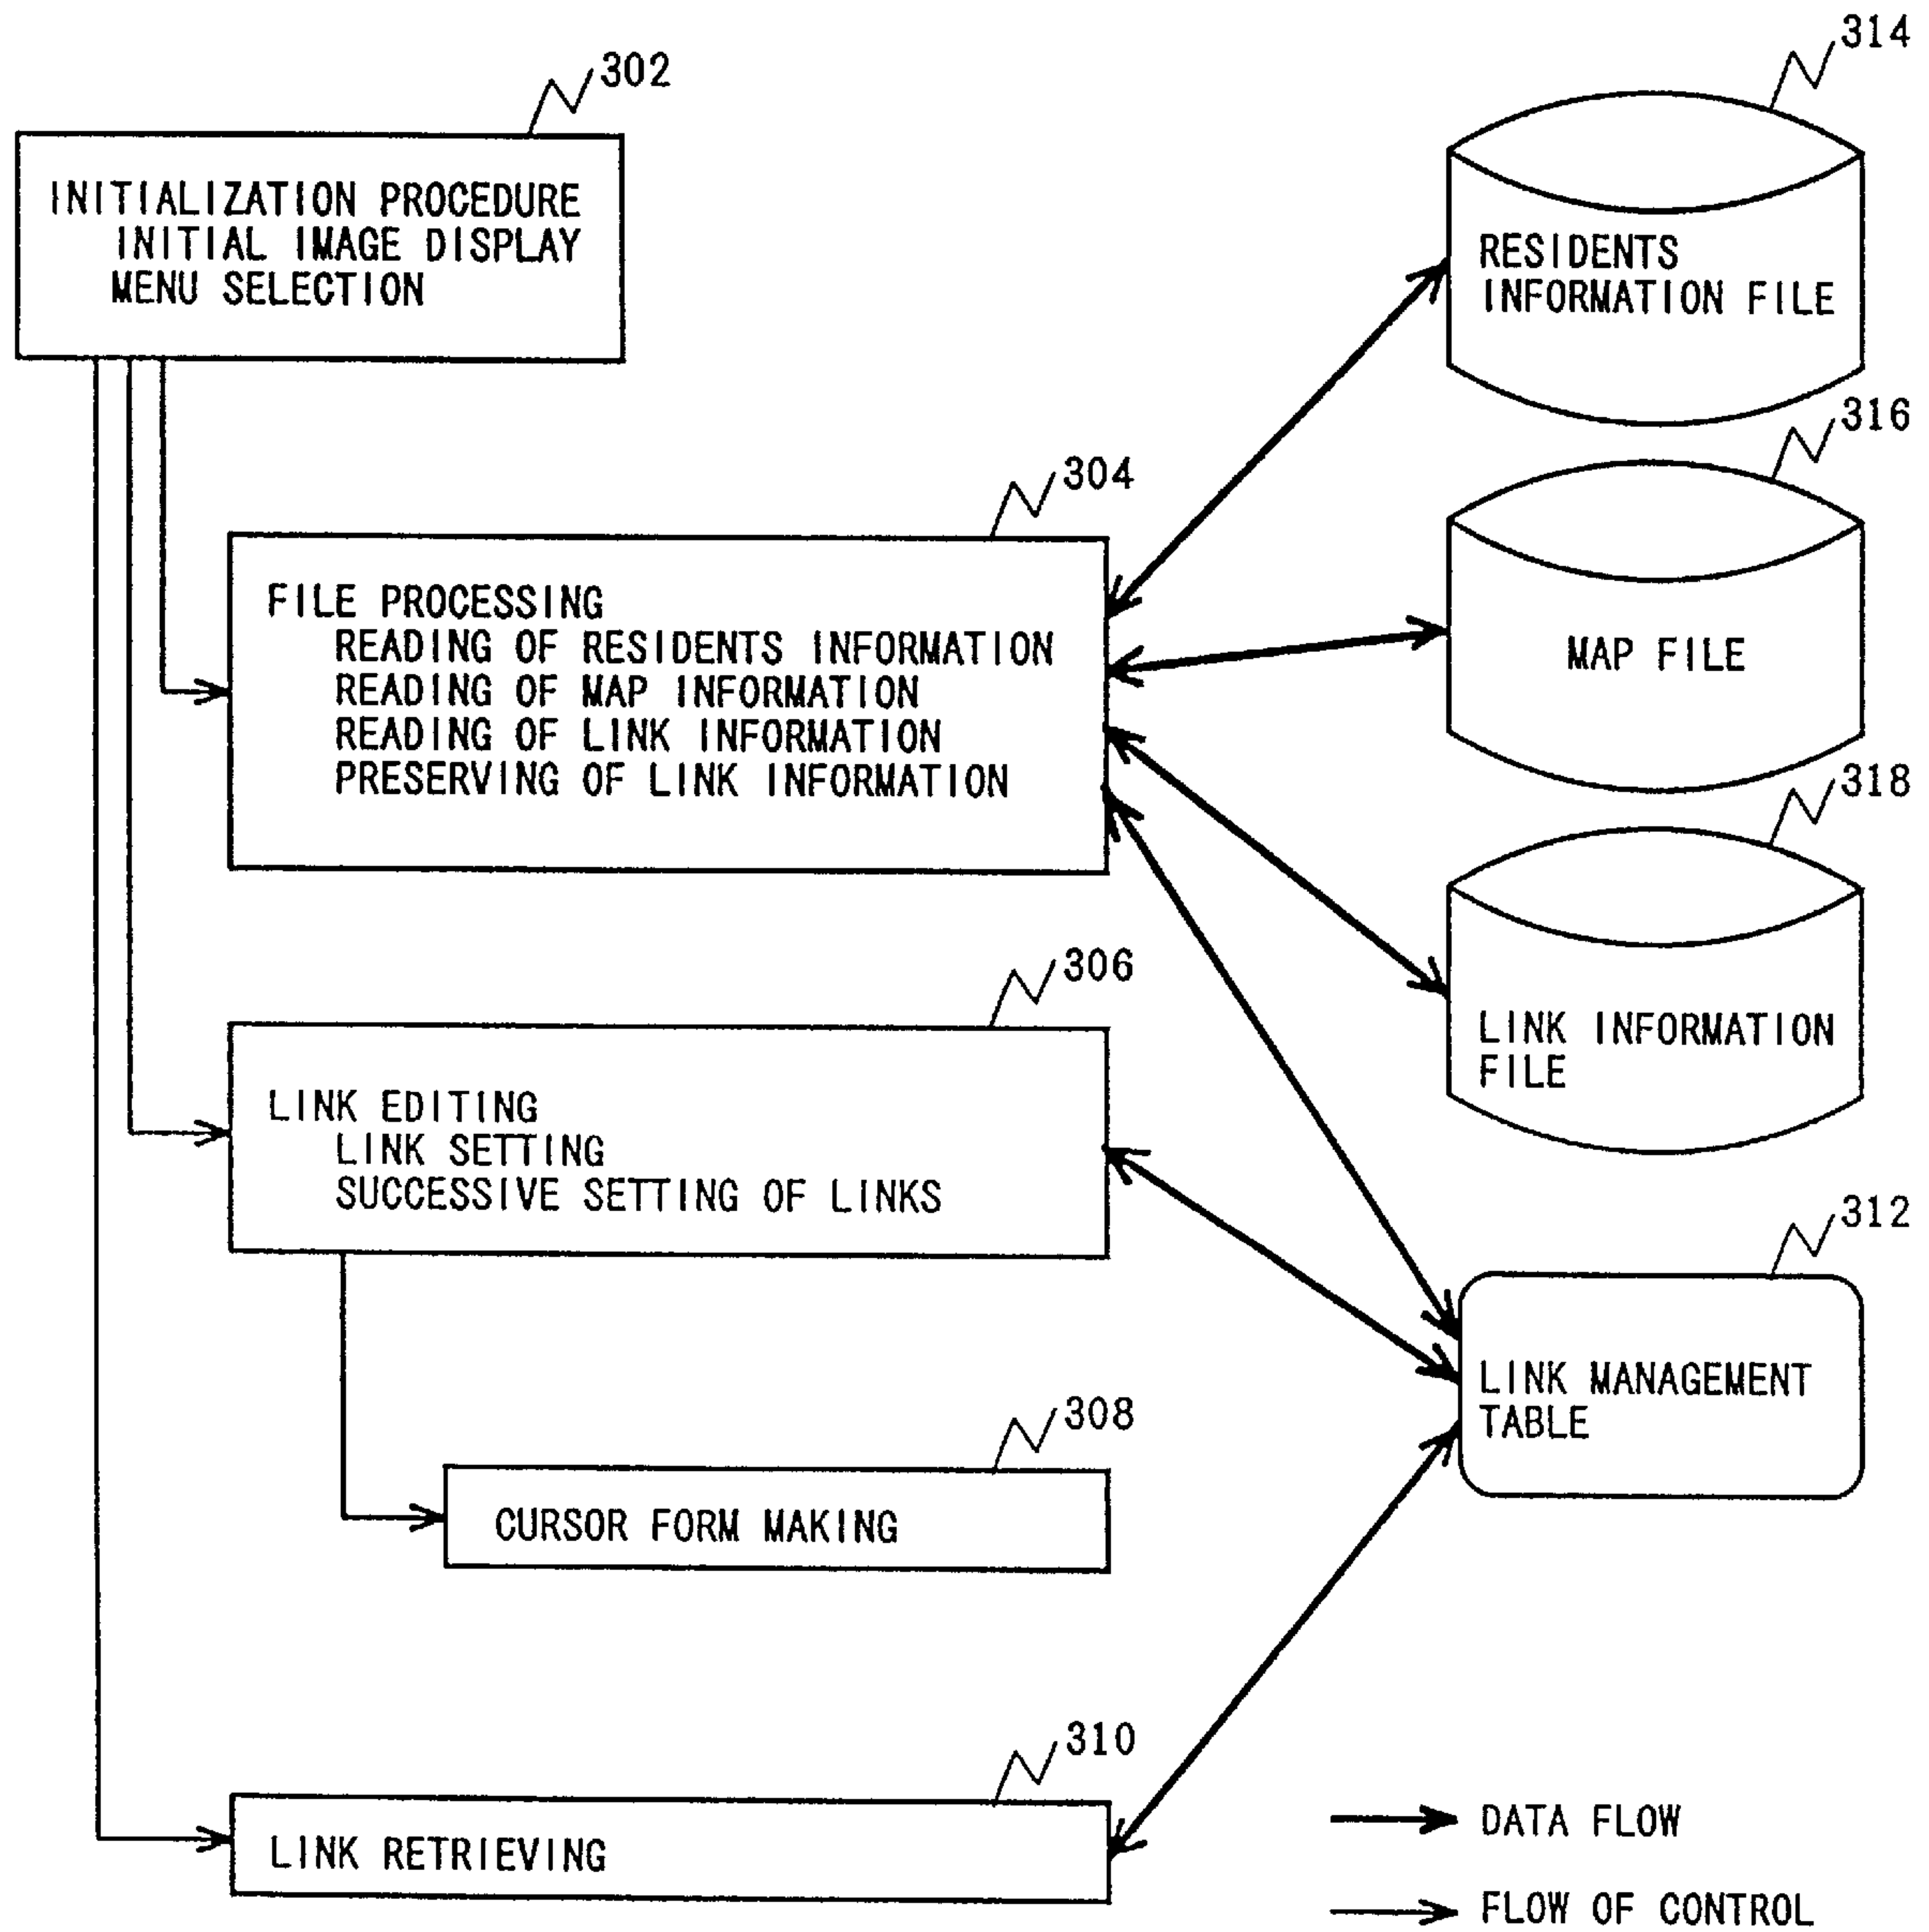 302
INITIALIZATION PROCEDURE
INITIAL IMAGE DISPLAY
MENU SELECTION
314
RESIDENTS
INFORMATION FILE
316
MAP FILE
304
FILE PROCESSING
READING OF RESIDENTS INFORMATION
READING OF MAP INFORMATION
READING OF LINK INFORMATION
PRESERVING OF LINK INFORMATION
318
LINK INFORMATION
FILE
306
LINK EDITING
LINK SETTING
SUCCESSIVE SETTING OF LINKS
312
LINK MANAGEMENT
TABLE
308
CURSOR FORM MAKING
310
LINK RETRIEVING
DATA FLOW
FLOW OF CONTROL